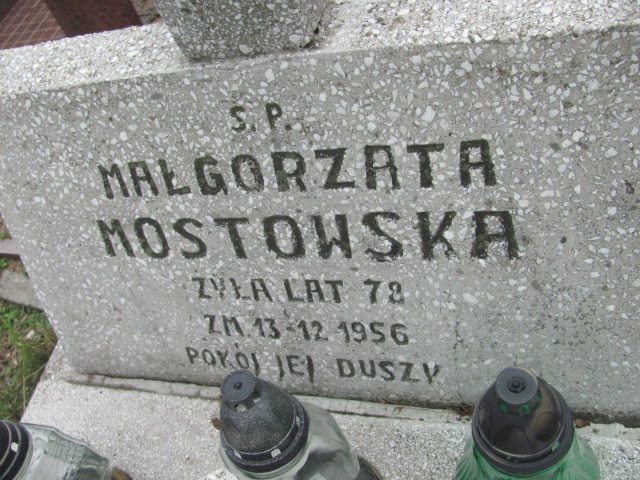 Ś.P.
MAŁGORZATA
MOSTOWSKA
ŻYŁA LAT 78
ZM. 13-12 1956
POKÓJ JEJ DUSZY